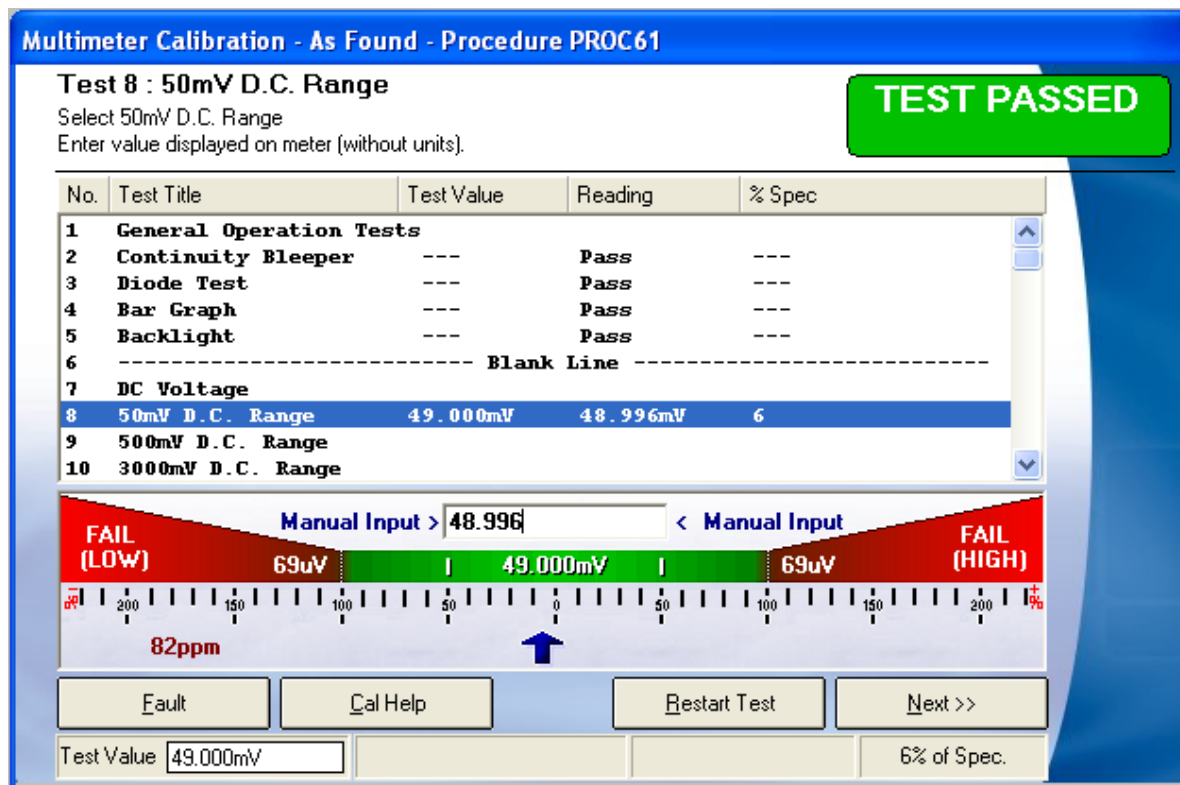 Multimeter Calibration - As Found - Procedure PROC61
Test 8 : 50mV D.C. Range
TEST PASSED
Select 50mV D.C. Range
Enter value displayed on meter (without units).
No. Test Title Test Value Reading % Spec
1 General Operation Tests
2 Continuity Bleeper --- Pass ---
3 Diode Test --- Pass ---
4 Bar Graph --- Pass ---
5 Backlight --- Pass ---
6 --------------------------- Blank Line ---------------------------
7 DC Voltage
8 50mV D.C. Range 49.000mV 48.996mV 6
9 500mV D.C. Range
10 3000mV D.C. Range
Manual Input > 48.996 < Manual Input
FAIL (LOW) 69uV 49.000mV 69uV FAIL (HIGH)
-% 200 150 100 50 0 50 100 150 200 +%
82ppm
Fault Cal Help Restart Test Next >>
Test Value 49.000mV 6% of Spec.